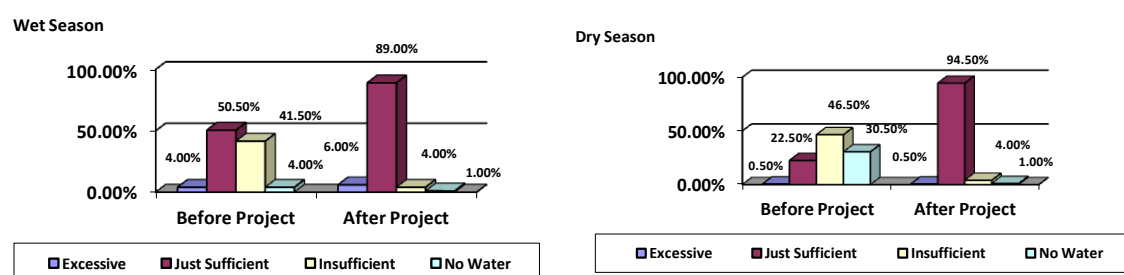 Wet Season
89.00%
100.00%
50.50%
41.50%
50.00%
4.00%
4.00%
6.00%
4.00%
1.00%
0.00%
Before Project
After Project
Excessive
Just Sufficient
Insufficient
No Water
Dry Season
94.50%
100.00%
46.50%
50.00%
22.50%
30.50%
0.50%
0.50%
4.00%
1.00%
0.00%
Before Project
After Project
Excessive
Just Sufficient
Insufficient
No Water